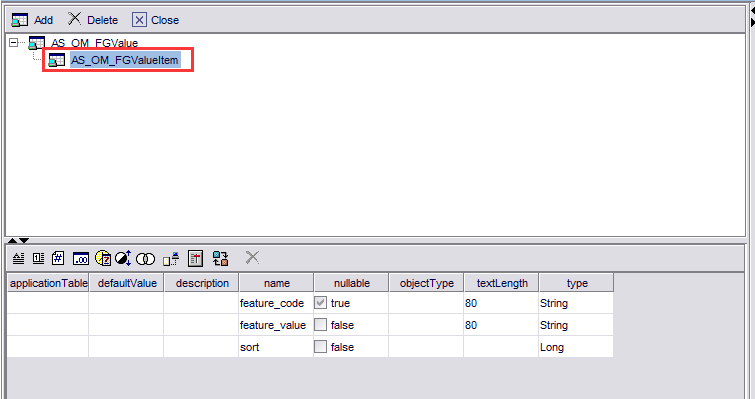 Add Delete Close
AS_OM_FGValue
AS_OM_FGValueItem
applicationTable defaultValue description name nullable objectType textLength type
feature_code true 80 String
feature_value false 80 String
sort false Long